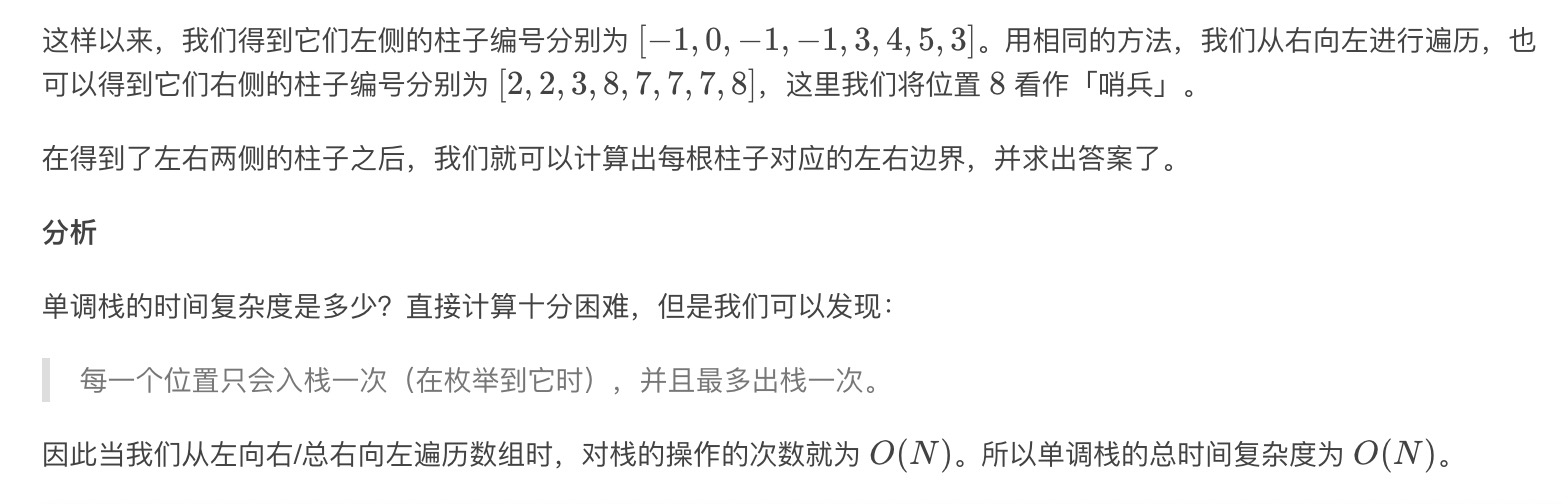 这样以来，我们得到它们左侧的柱子编号分别为 [−1, 0, −1, −1, 3, 4, 5, 3]。用相同的方法，我们从右向左进行遍历，也
可以得到它们右侧的柱子编号分别为 [2, 2, 3, 8, 7, 7, 7, 8]，这里我们将位置 8 看作「哨兵」。
在得到了左右两侧的柱子之后，我们就可以计算出每根柱子对应的左右边界，并求出答案了。
分析
单调栈的时间复杂度是多少？直接计算十分困难，但是我们可以发现：
每一个位置只会入栈一次（在枚举到它时），并且最多出栈一次。
因此当我们从左向右/总右向左遍历数组时，对栈的操作的次数就为 O(N)。所以单调栈的总时间复杂度为 O(N)。